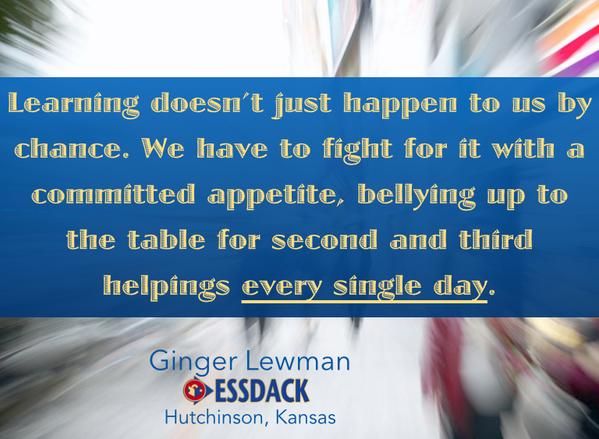 Learning doesn't just happen to us by
chance. We have to fight for it with a
committed appetite, bellying up to
the table for second and third
helpings every single day.
Ginger Lewman
ESSDACK
Hutchinson, Kansas